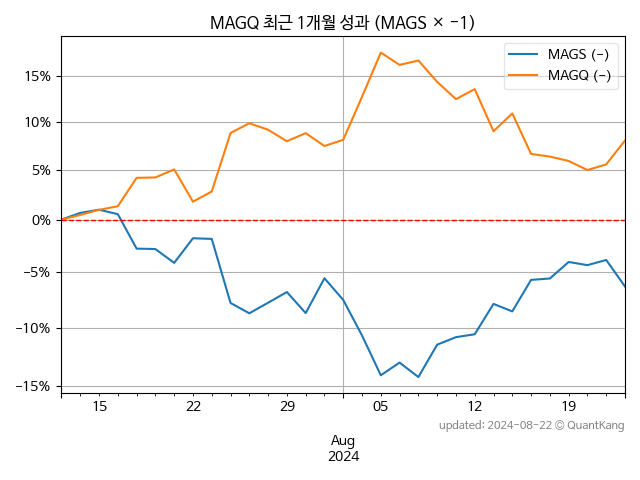 MAGQ 최근 1개월 성과 (MAGS × −1)
MAGS (-)
MAGQ (-)
15%
10%
5%
0%
−5%
−10%
−15%
15
22
29
05
12
19
updated: 2024-08-22 © QuantKang
Aug
2024